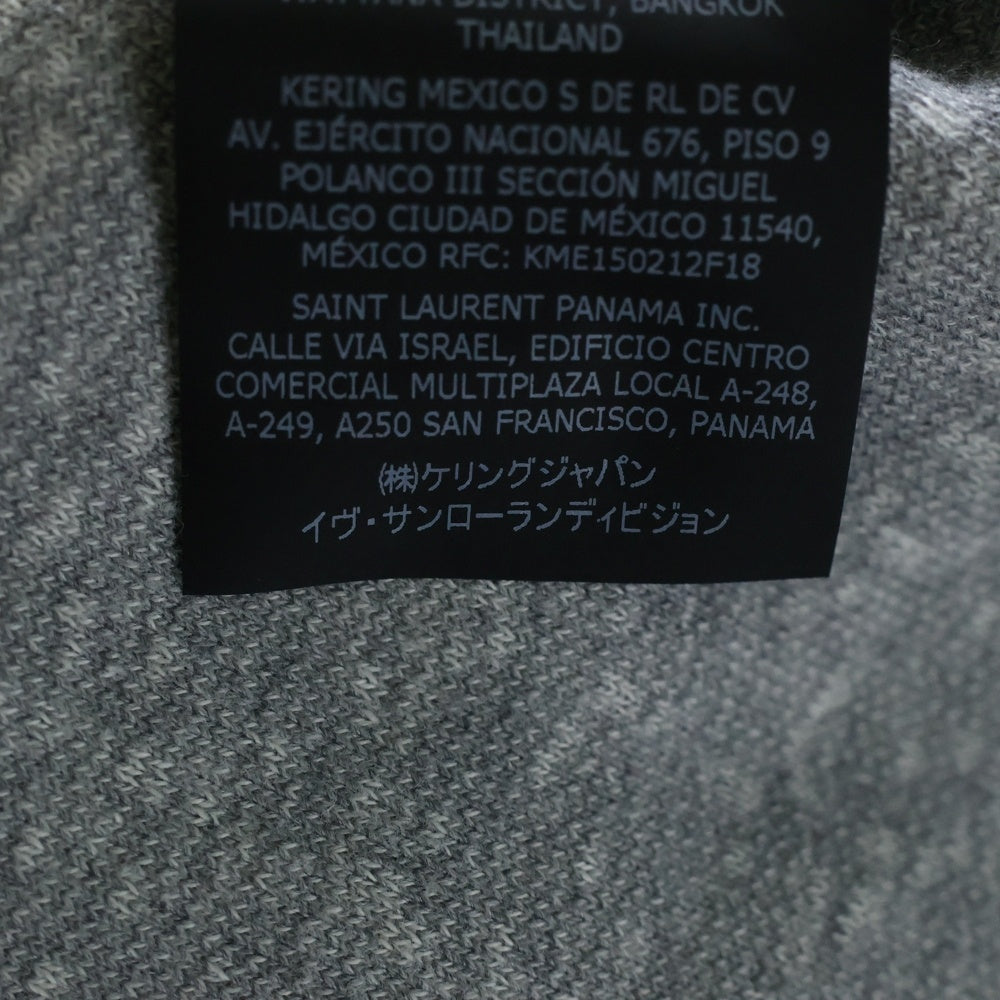 DISTRICT, BANGKOK
THAILAND
KERING MEXICO S DE RL DE CV
AV. EJÉRCITO NACIONAL 676, PISO 9
POLANCO III SECCIÓN MIGUEL
HIDALGO CIUDAD DE MÉXICO 11540,
MÉXICO RFC: KME150212F18
SAINT LAURENT PANAMA INC.
CALLE VIA ISRAEL, EDIFICIO CENTRO
COMERCIAL MULTIPLAZA LOCAL A-248,
A-249, A250 SAN FRANCISCO, PANAMA
(株)ケリングジャパン
イヴ・サンローランディビジョン